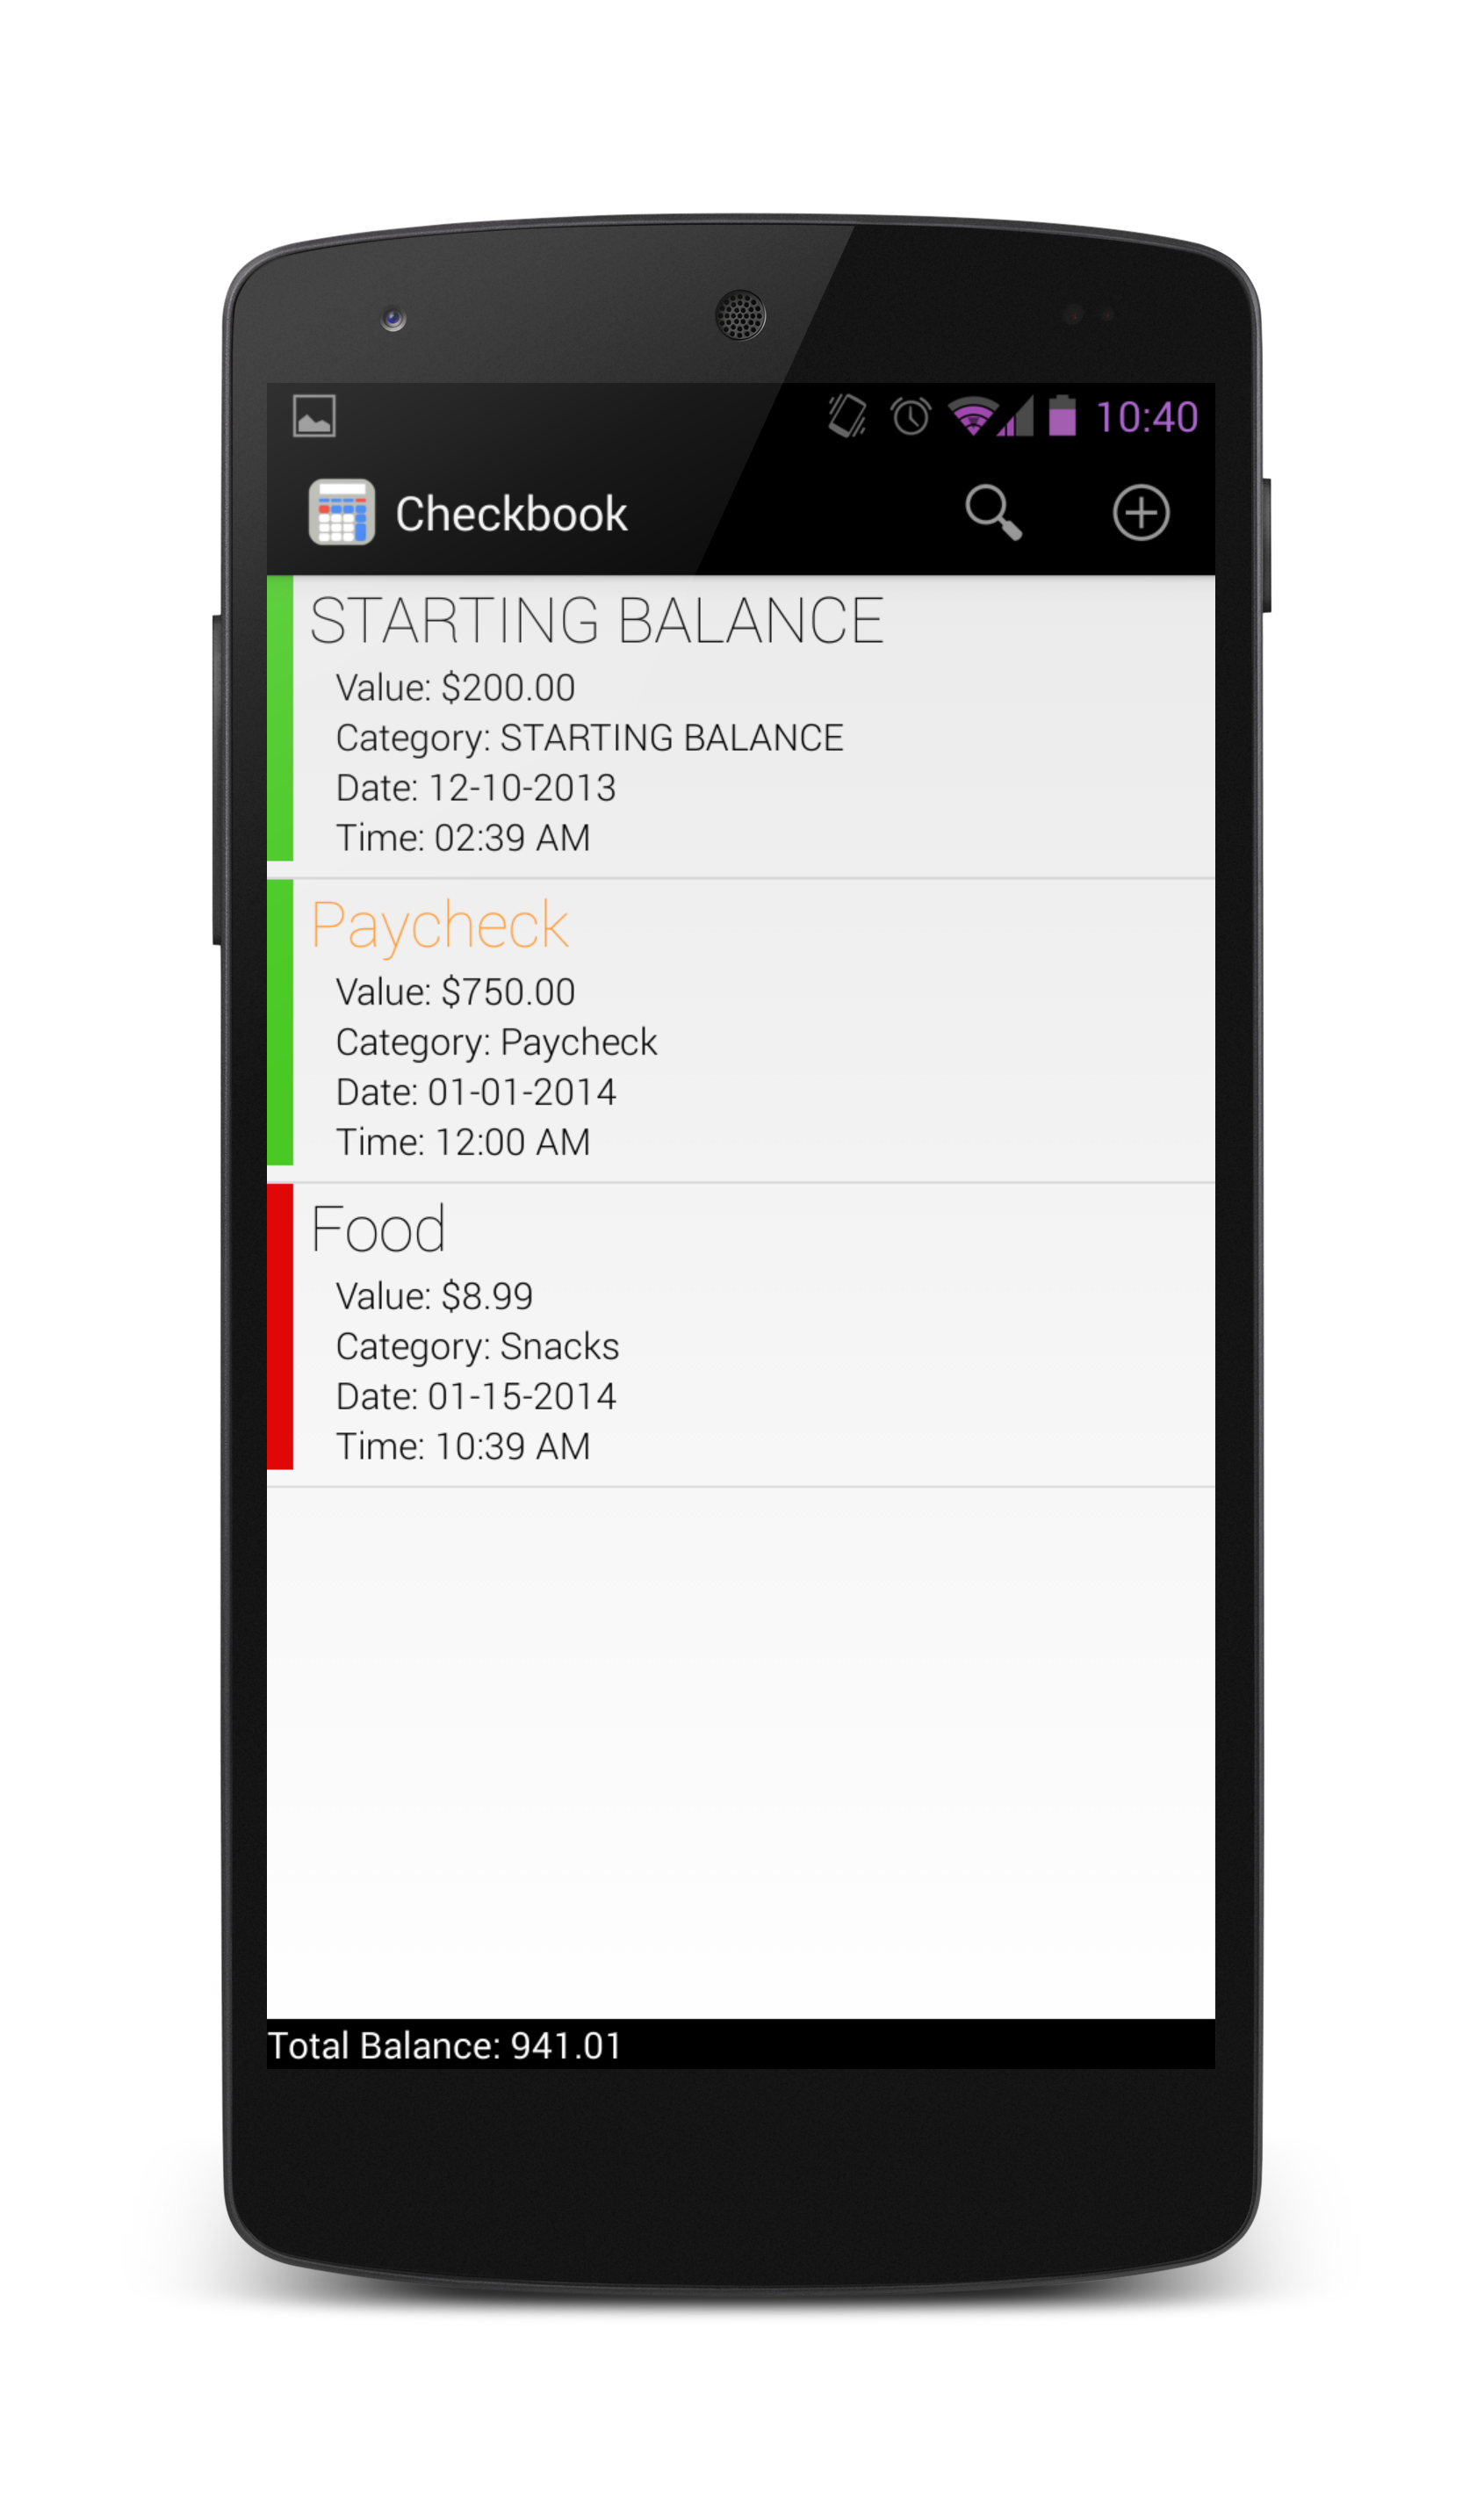 10:40
Checkbook
STARTING BALANCE
Value: $200.00
Category: STARTING BALANCE
Date: 12-10-2013
Time: 02:39 AM
Paycheck
Value: $750.00
Category: Paycheck
Date: 01-01-2014
Time: 12:00 AM
Food
Value: $8.99
Category: Snacks
Date: 01-15-2014
Time: 10:39 AM
Total Balance: 941.01